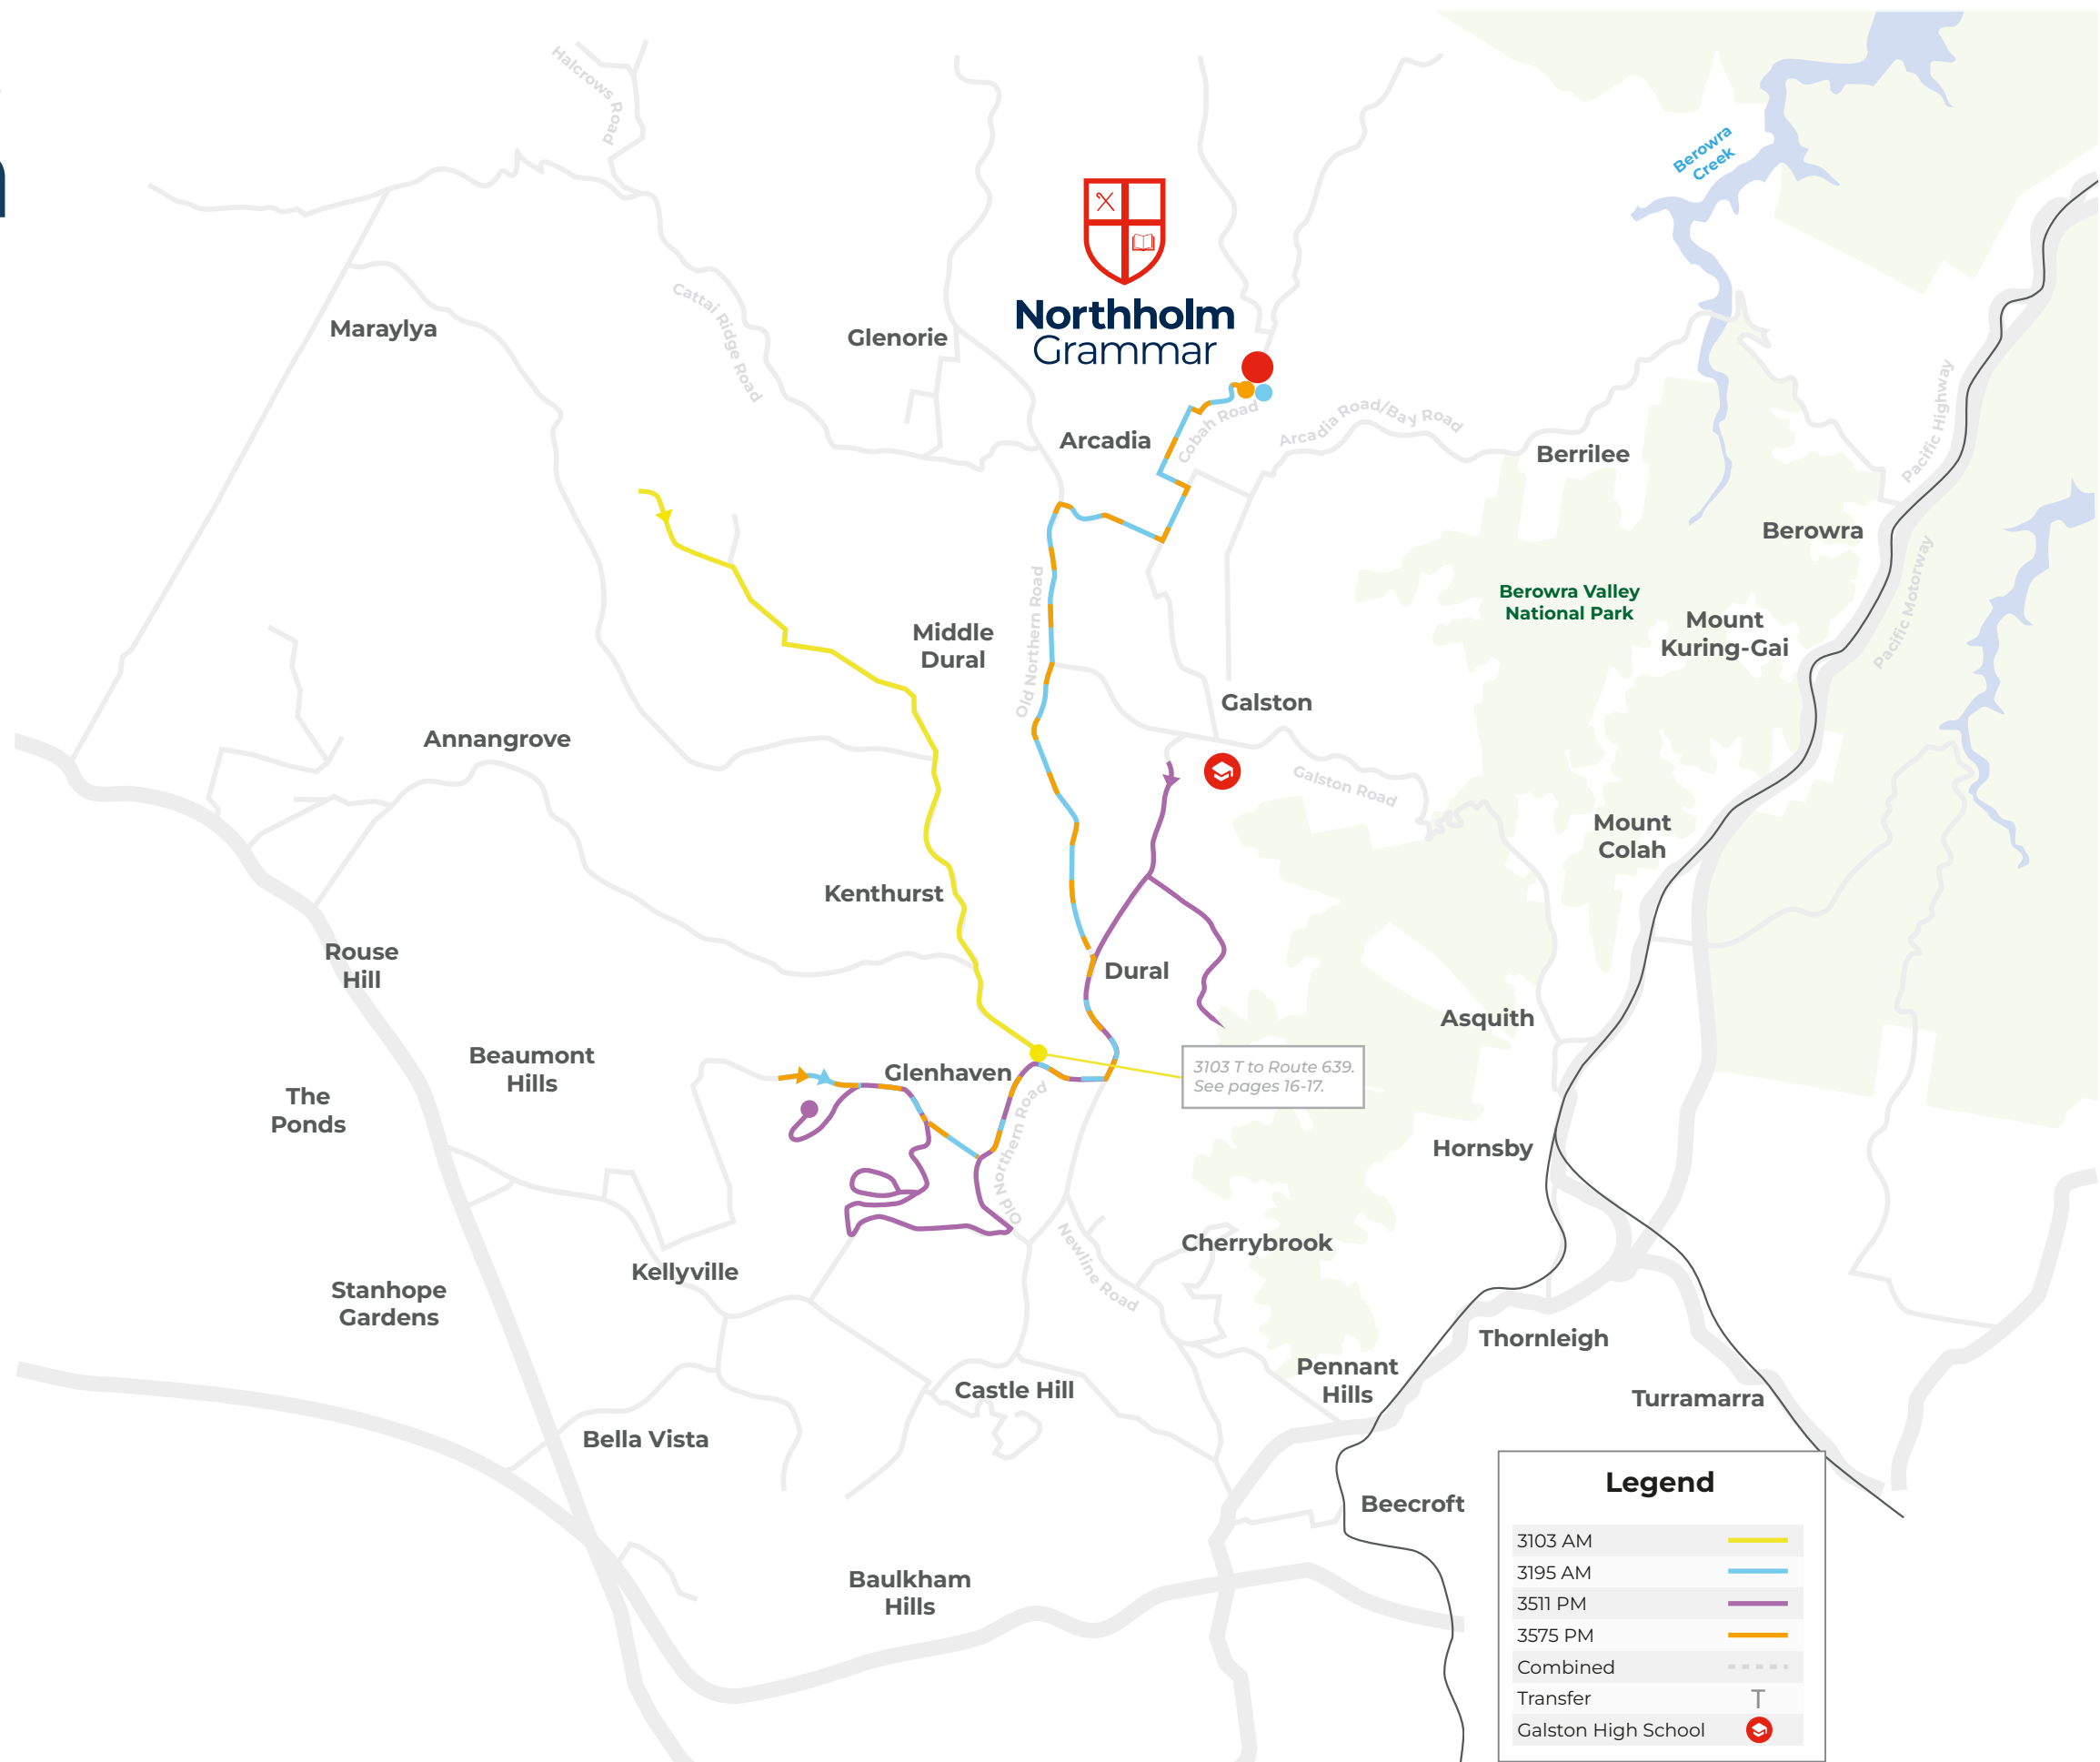 Halcrows Road
Berowra
Creek
Northholm
Grammar
Maraylya
Cattai Ridge Road
Glenorie
Arcadia
Cobah Road
Arcadia Road/Bay Road
Berrilee
Pacific Highway
Berowra
Pacific Motorway
Berowra Valley
National Park
Mount
Kuring-Gai
Middle
Dural
Old Northern Road
Galston
Annangrove
Galston Road
Mount
Colah
Kenthurst
Rouse
Hill
Dural
Asquith
Beaumont
Hills
Glenhaven
3103 T to Route 639.
See pages 16-17.
The
Ponds
Old Northern Road
Hornsby
Cherrybrook
Newline Road
Kellyville
Stanhope
Gardens
Thornleigh
Pennant
Hills
Castle Hill
Turramarra
Bella Vista
Beecroft
Baulkham
Hills
Legend
3103 AM
3195 AM
3511 PM
3575 PM
Combined
Transfer T
Galston High School